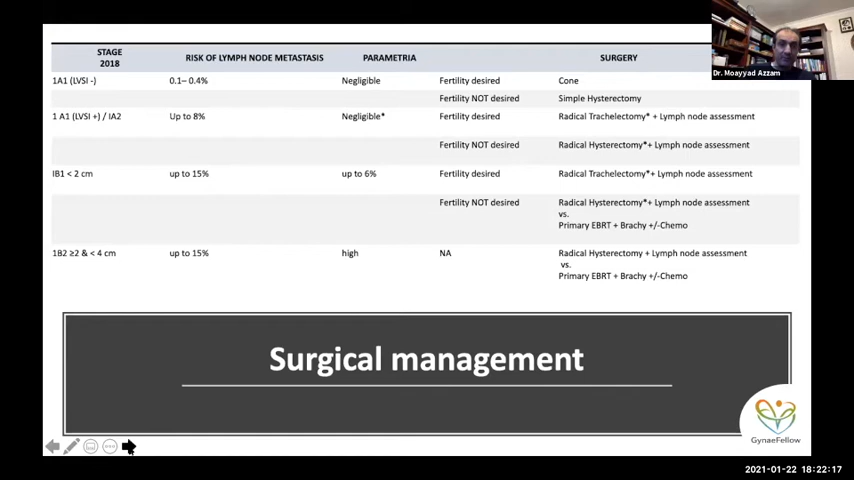 STAGE 2018 RISK OF LYMPH NODE METASTASIS PARAMETRIA SURGERY
1A1 (LVSI -) 0.1– 0.4% Negligible Fertility desired Cone
Fertility NOT desired Simple Hysterectomy
1 A1 (LVSI +) / IA2 Up to 8% Negligible* Fertility desired Radical Trachelectomy* + Lymph node assessment
Fertility NOT desired Radical Hysterectomy*+ Lymph node assessment
IB1 < 2 cm up to 15% up to 6% Fertility desired Radical Trachelectomy*+ Lymph node assessment
Fertility NOT desired Radical Hysterectomy*+ Lymph node assessment
vs.
Primary EBRT + Brachy +/-Chemo
1B2 ≥2 & < 4 cm up to 15% high NA Radical Hysterectomy + Lymph node assessment
vs.
Primary EBRT + Brachy +/-Chemo
Surgical management
Dr. Moayyad Azzam
GynaeFellow
2021-01-22 18:22:17